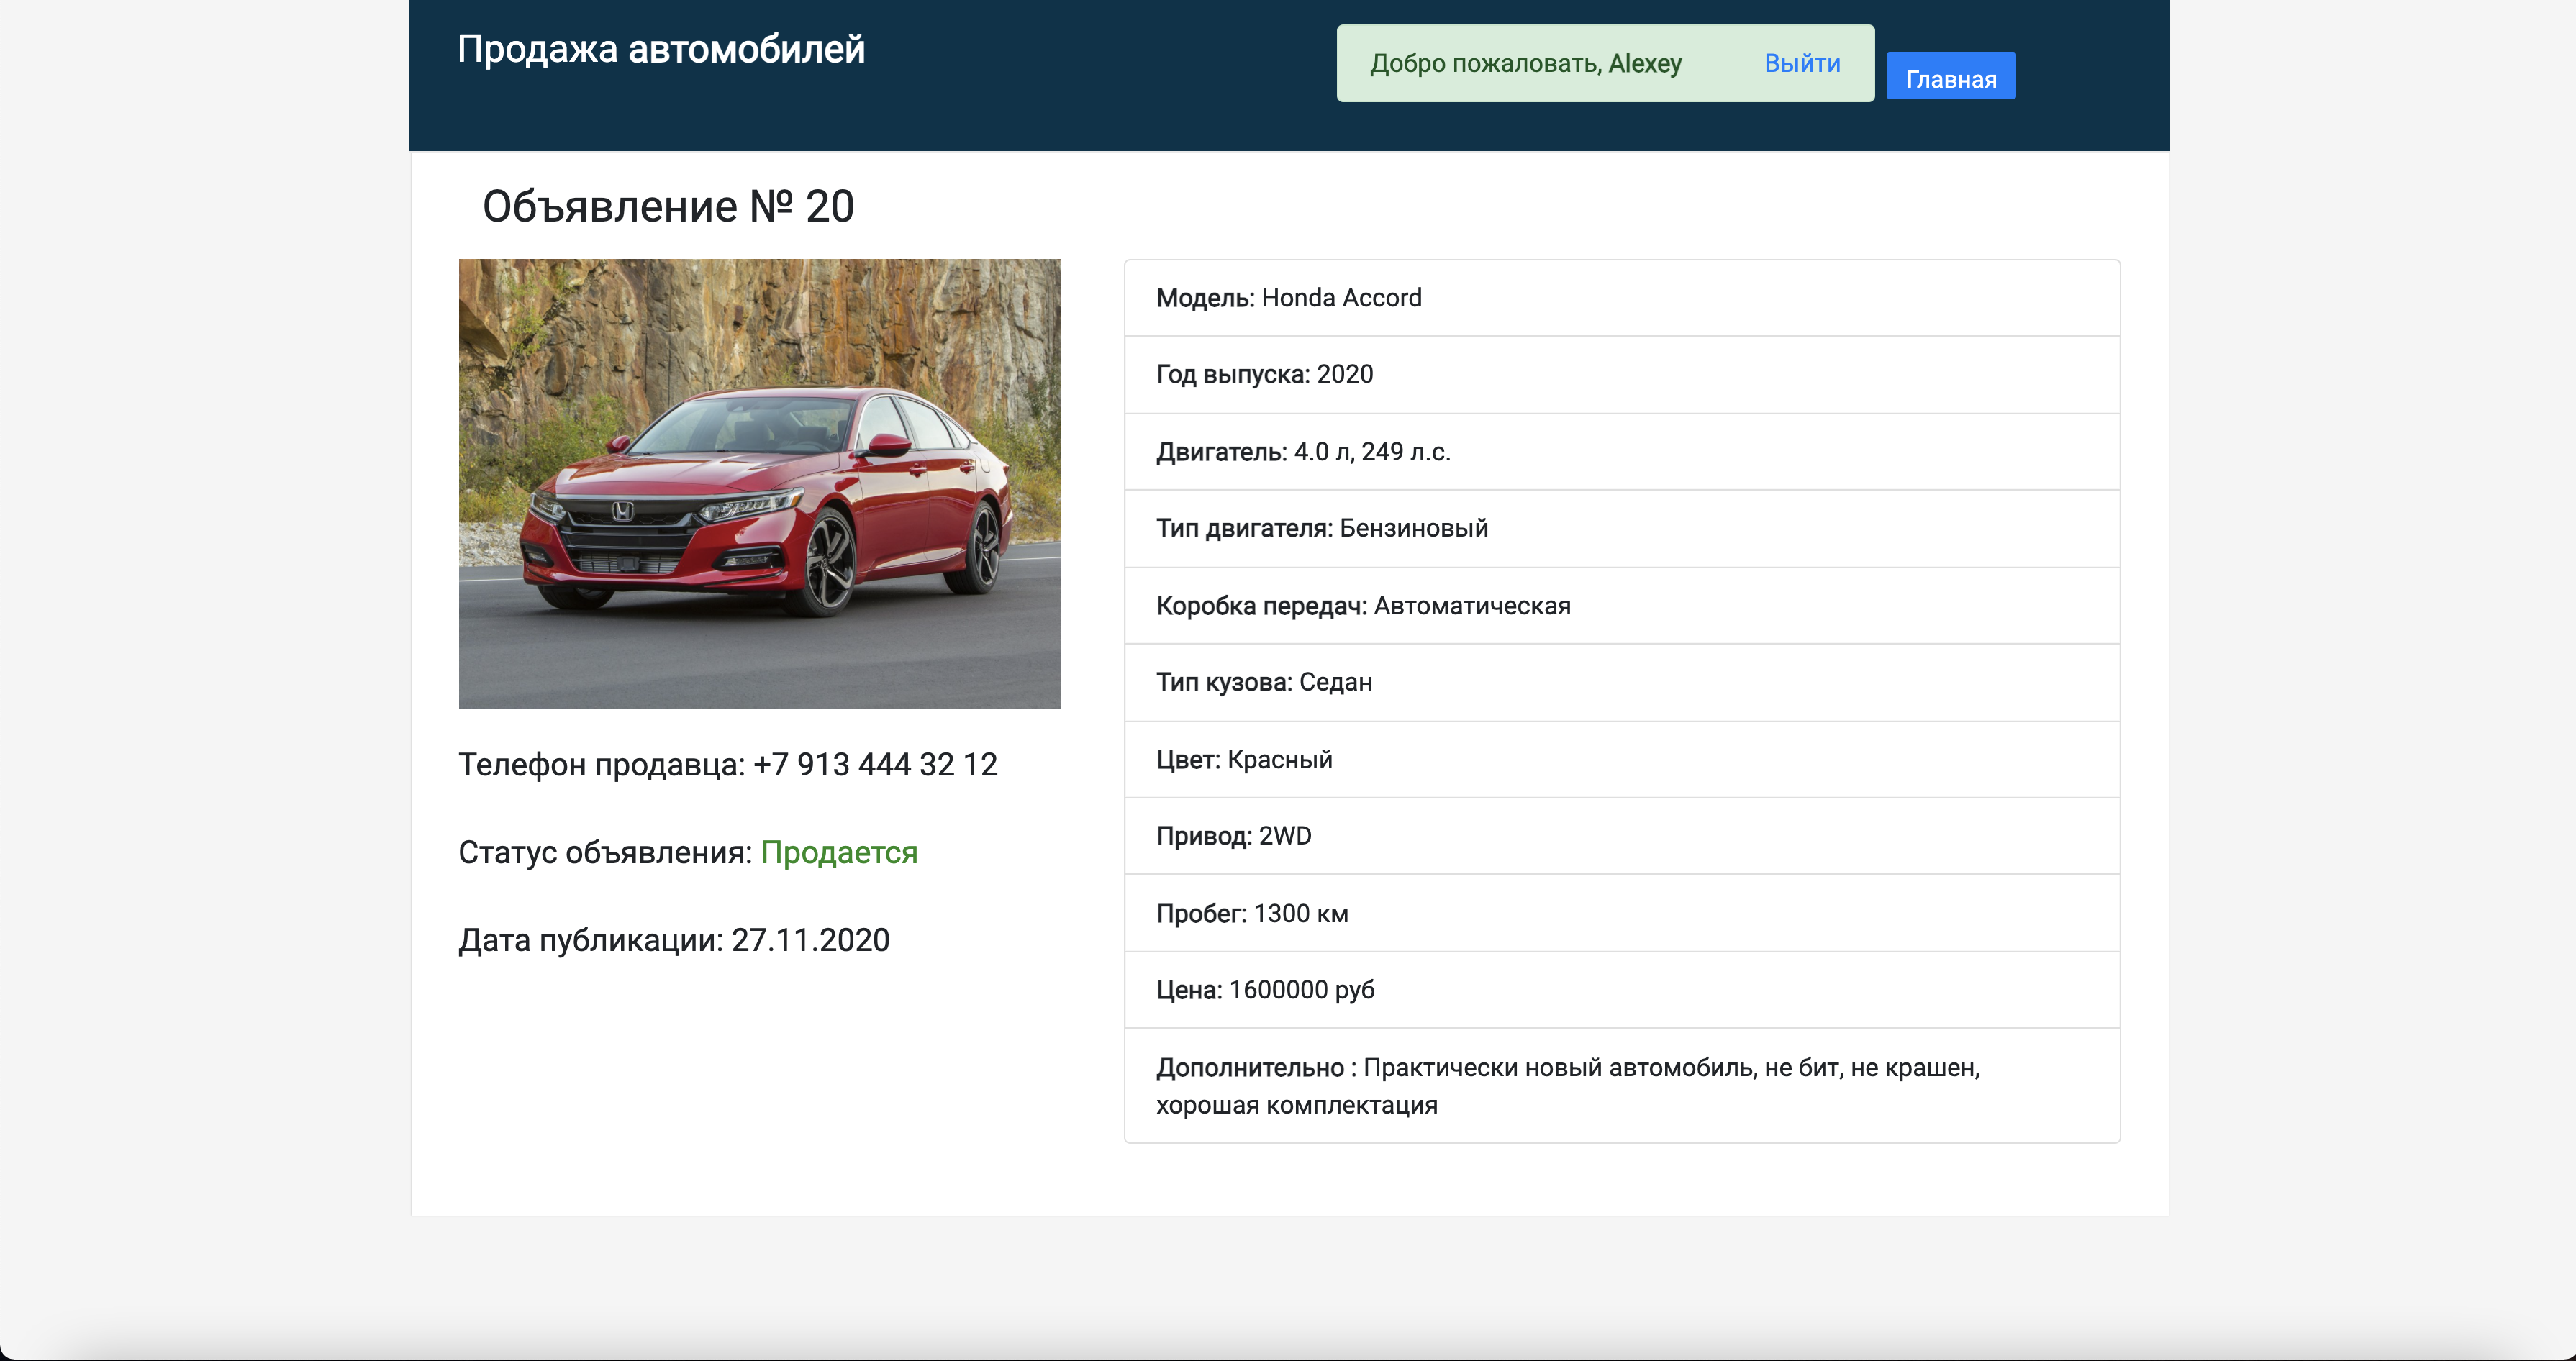 Продажа автомобилей
Добро пожаловать, Alexey
Выйти
Главная
Объявление № 20
Телефон продавца: +7 913 444 32 12
Статус объявления: Продается
Дата публикации: 27.11.2020
Модель: Honda Accord
Год выпуска: 2020
Двигатель: 4.0 л, 249 л.с.
Тип двигателя: Бензиновый
Коробка передач: Автоматическая
Тип кузова: Седан
Цвет: Красный
Привод: 2WD
Пробег: 1300 км
Цена: 1600000 руб
Дополнительно : Практически новый автомобиль, не бит, не крашен,
хорошая комплектация